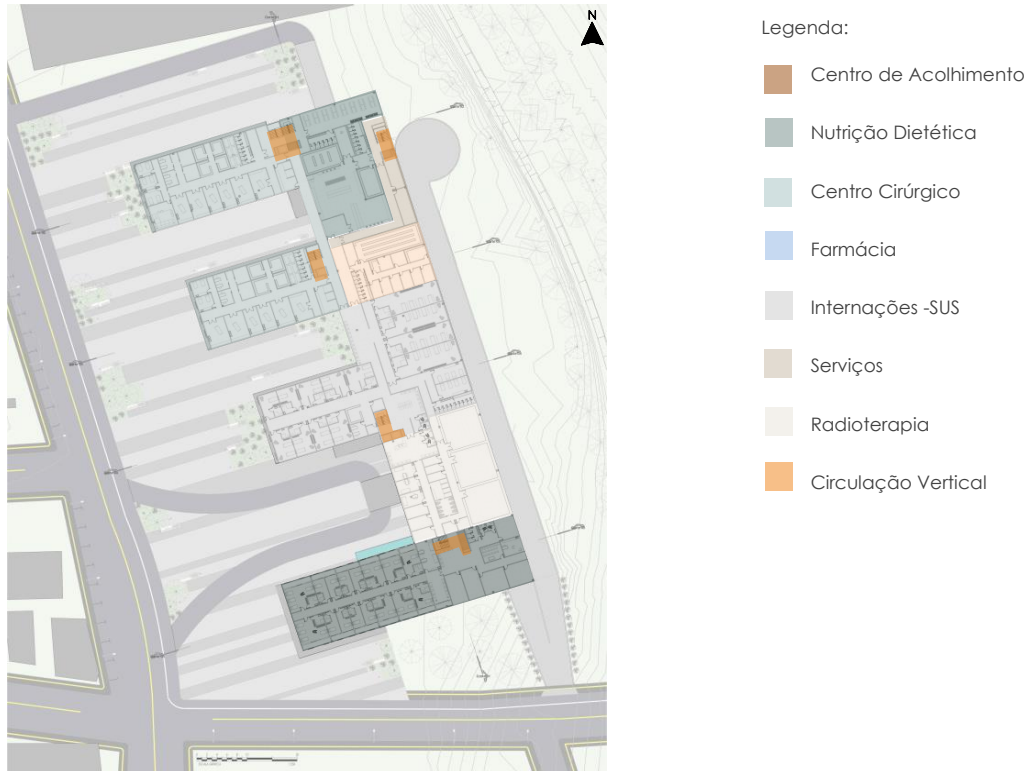 N
Legenda:
Centro de Acolhimento
Nutrição Dietética
Centro Cirúrgico
Farmácia
Internações -SUS
Serviços
Radioterapia
Circulação Vertical